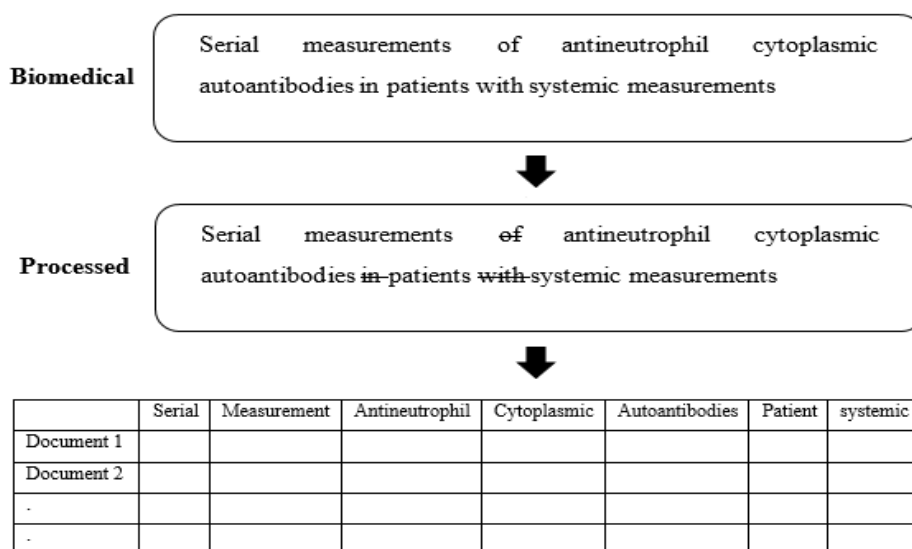 Biomedical
Serial measurements of antineutrophil cytoplasmic
autoantibodies in patients with systemic measurements
Processed
Serial measurements of antineutrophil cytoplasmic
autoantibodies in patients with systemic measurements
Serial Measurement Antineutrophil Cytoplasmic Autoantibodies Patient systemic
Document 1
Document 2
.
.